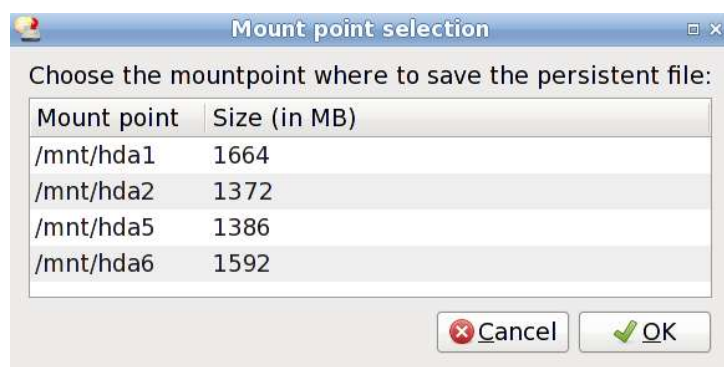 Mount point selection
Choose the mountpoint where to save the persistent file:
Mount point Size (in MB)
/mnt/hda1 1664
/mnt/hda2 1372
/mnt/hda5 1386
/mnt/hda6 1592
Cancel OK